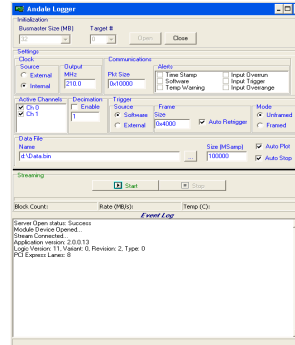 Andale Logger
Initialization
Busmaster Size (MB) Target #
32 0 Open Close
Settings
Clock
Source Output
External MHz
Internal 210.0
Communications
Pkt Size
0x10000
Alerts
Time Stamp Input Overrun
Software Input Trigger
Temp Warning Input Overrange
Active Channels
Ch 0
Ch 1
Decimation
Enable
1
Trigger
Source Frame
Software Size
External 0x4000 Auto Retrigger
Mode
Unframed
Framed
Data File
Name Size (MSamp) Auto Plot
d:\Data.bin ... 100000 Auto Stop
Streaming
Start Stop
Block Count: Rate (MB/s): Temp (C):
Event Log
Server Open status: Success
Module Device Opened...
Stream Connected...
Application version: 2.0.0.13
Logic Version: 11, Variant: 0, Revision: 2, Type: 0
PCI Express Lanes: 8